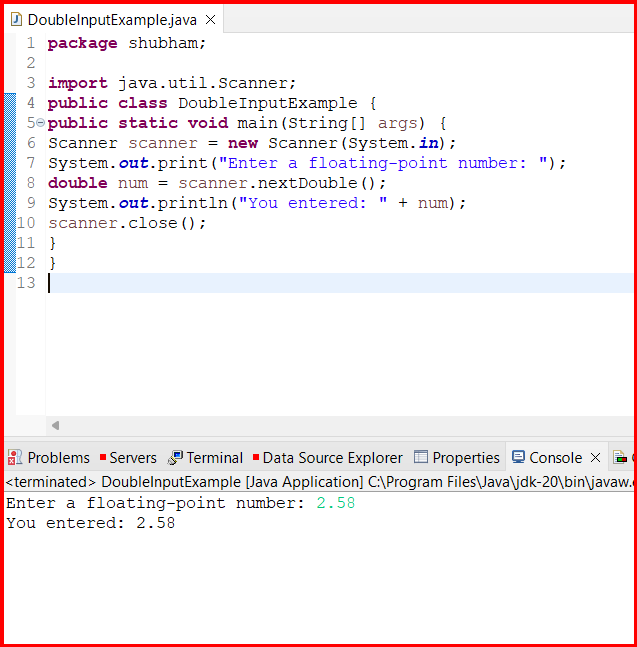 DoubleInputExample.java
1 package shubham;
2
3 import java.util.Scanner;
4 public class DoubleInputExample {
5 public static void main(String[] args) {
6 Scanner scanner = new Scanner(System.in);
7 System.out.print("Enter a floating-point number: ");
8 double num = scanner.nextDouble();
9 System.out.println("You entered: " + num);
10 scanner.close();
11 }
12 }
13
Problems Servers Terminal Data Source Explorer Properties Console
<terminated> DoubleInputExample [Java Application] C:\Program Files\Java\jdk-20\bin\javaw.
Enter a floating-point number: 2.58
You entered: 2.58